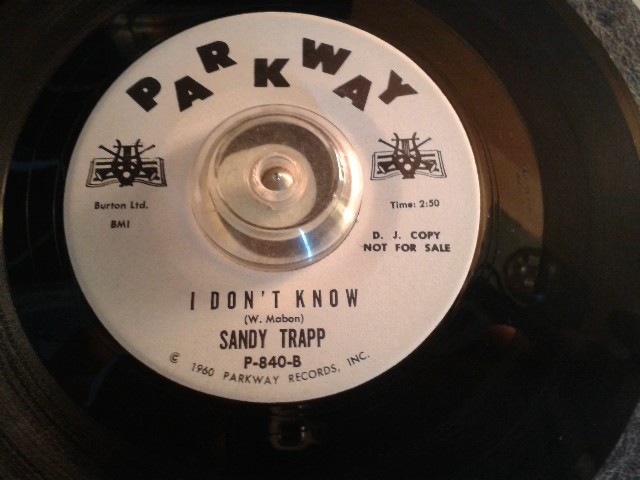 PARKWAY
Burton Ltd.
BMI
Time: 2:50
D. J. COPY
NOT FOR SALE
I DON'T KNOW
(W. Mabon)
SANDY TRAPP
P-840-B
© 1960 PARKWAY RECORDS, INC.